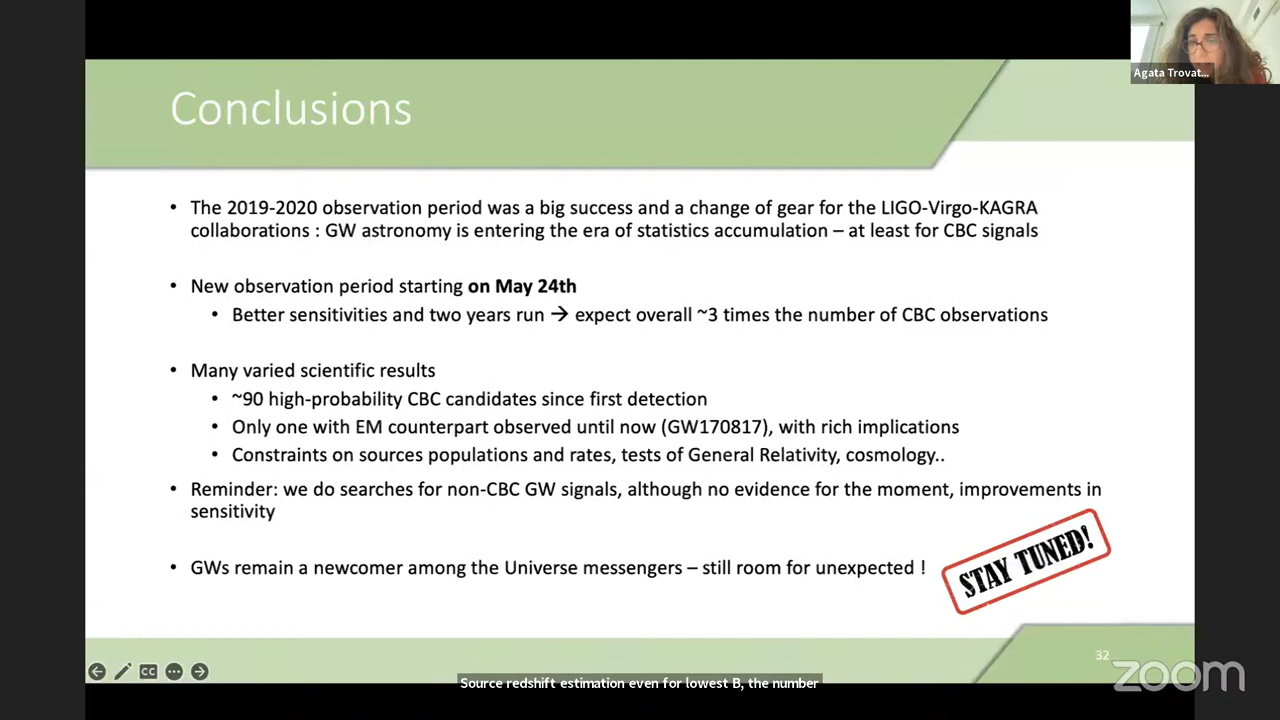 Agata Trovat...
Conclusions
• The 2019-2020 observation period was a big success and a change of gear for the LIGO-Virgo-KAGRA
collaborations : GW astronomy is entering the era of statistics accumulation – at least for CBC signals
• New observation period starting on May 24th
• Better sensitivities and two years run → expect overall ~3 times the number of CBC observations
• Many varied scientific results
• ~90 high-probability CBC candidates since first detection
• Only one with EM counterpart observed until now (GW170817), with rich implications
• Constraints on sources populations and rates, tests of General Relativity, cosmology..
• Reminder: we do searches for non-CBC GW signals, although no evidence for the moment, improvements in
sensitivity
• GWs remain a newcomer among the Universe messengers – still room for unexpected !
STAY TUNED!
32
CC
zoom
Source redshift estimation even for lowest B, the number